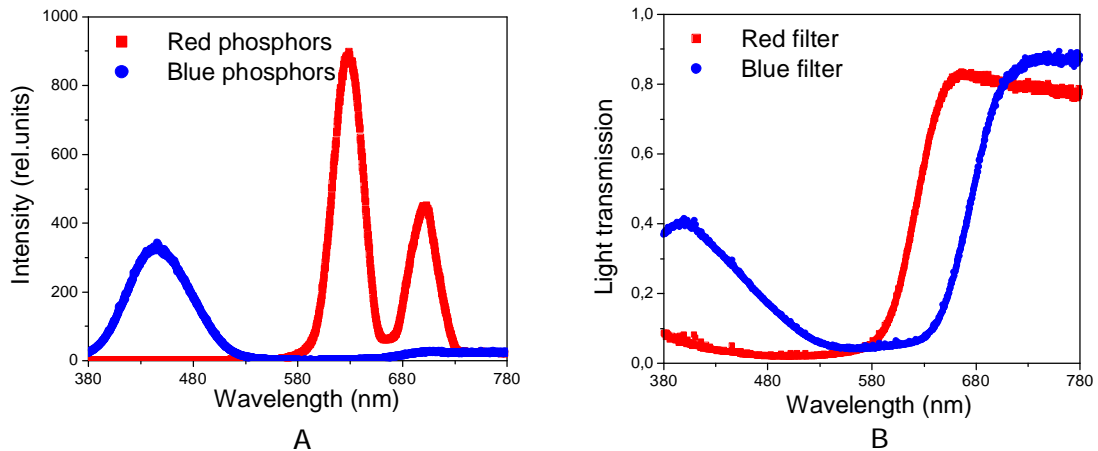 1000
800
600
400
200
0
Intensity (rel.units)
Red phosphors
Blue phosphors
380 480 580 680 780
Wavelength (nm)
A
1,0
0,8
0,6
0,4
0,2
0,0
Light transmission
Red filter
Blue filter
380 480 580 680 780
Wavelength (nm)
B